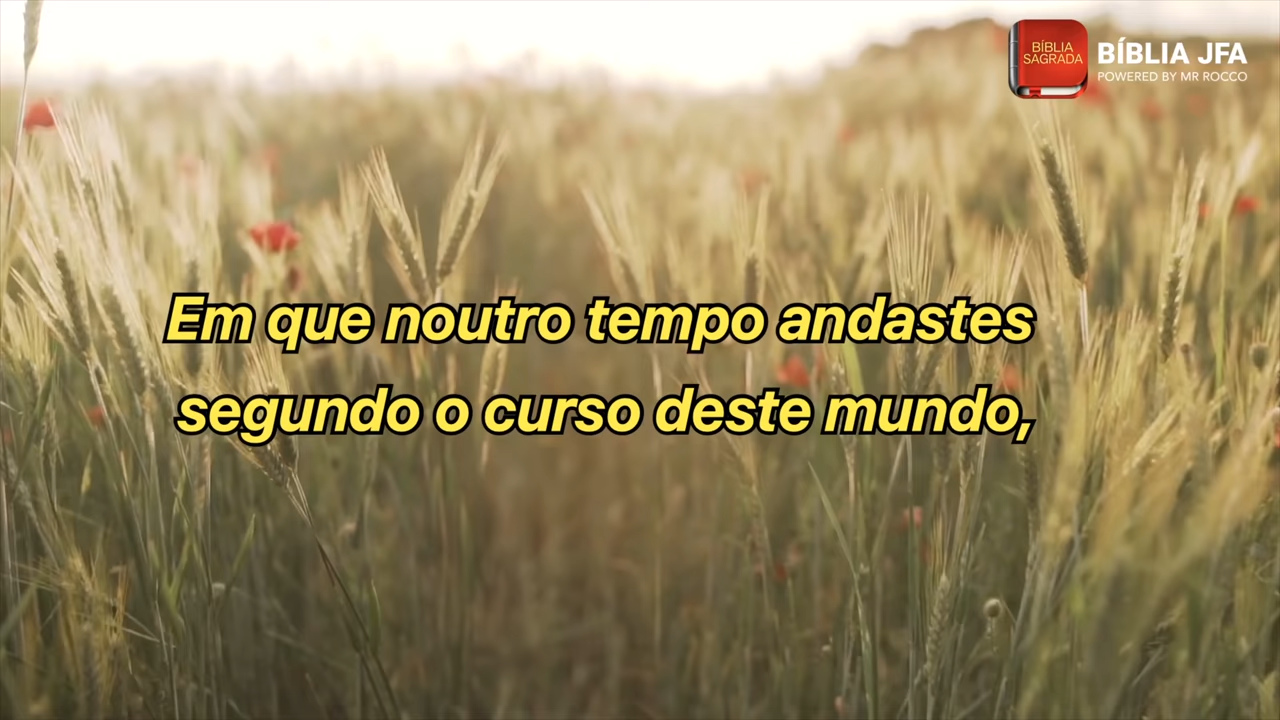 BÍBLIA
SAGRADA
BÍBLIA JFA
POWERED BY MR ROCCO
Em que noutro tempo andastes
segundo o curso deste mundo,